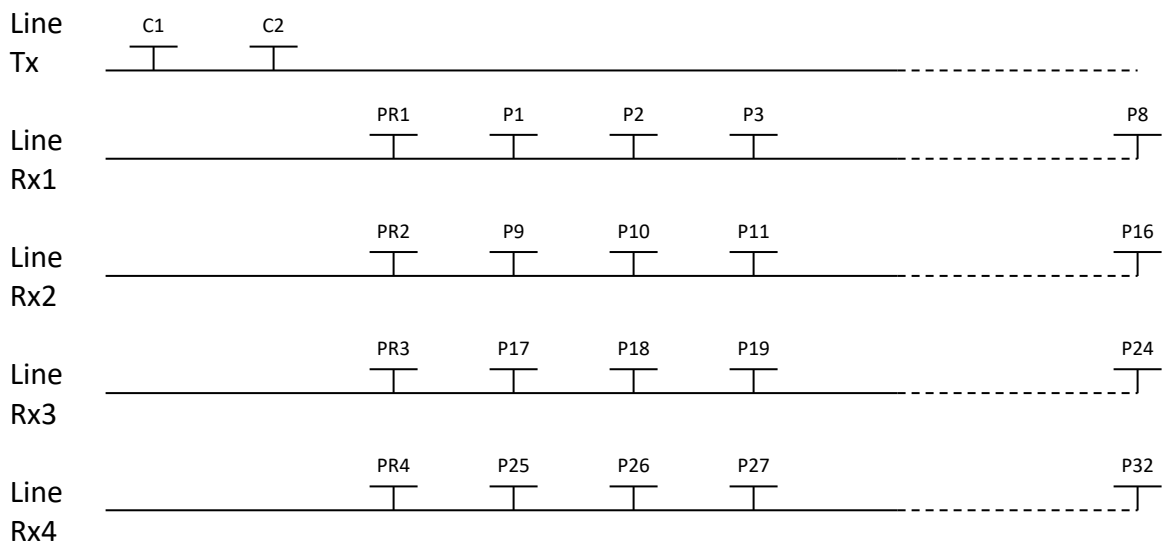 Line
Tx
C1 C2
Line
Rx1
PR1 P1 P2 P3 P8
Line
Rx2
PR2 P9 P10 P11 P16
Line
Rx3
PR3 P17 P18 P19 P24
Line
Rx4
PR4 P25 P26 P27 P32